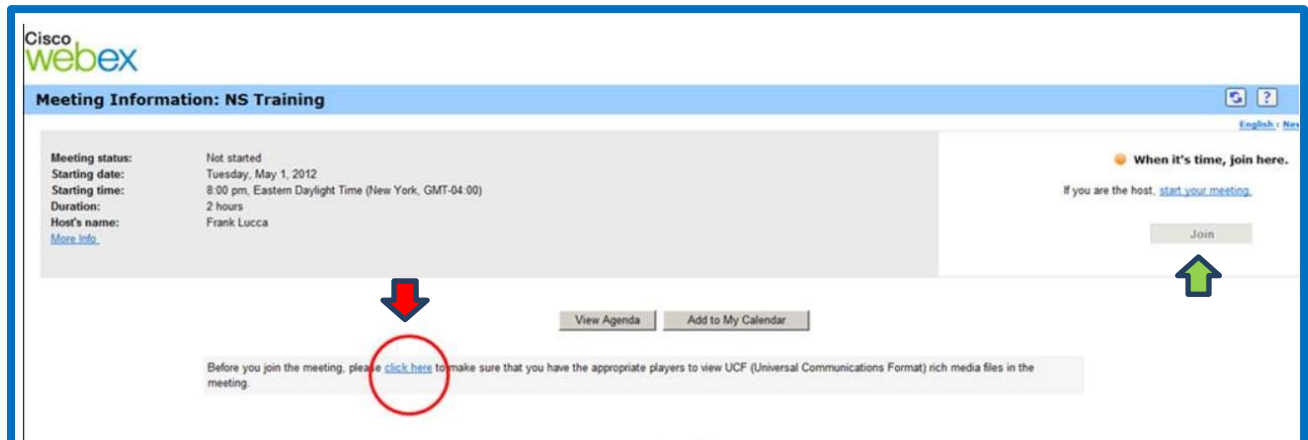 Cisco
webex
Meeting Information: NS Training
?
English : New
Meeting status: Not started
Starting date: Tuesday, May 1, 2012
Starting time: 8:00 pm, Eastern Daylight Time (New York, GMT-04:00)
Duration: 2 hours
Host's name: Frank Lucca
More Info
When it's time, join here.
If you are the host, start your meeting.
Join
View Agenda
Add to My Calendar
Before you join the meeting, please click here to make sure that you have the appropriate players to view UCF (Universal Communications Format) rich media files in the
meeting.